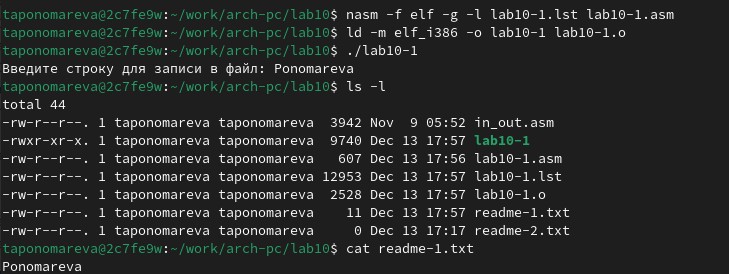 taponomareva@2c7fe9w:~/work/arch-pc/lab10$ nasm -f elf -g -l lab10-1.lst lab10-1.asm
taponomareva@2c7fe9w:~/work/arch-pc/lab10$ ld -m elf_i386 -o lab10-1 lab10-1.o
taponomareva@2c7fe9w:~/work/arch-pc/lab10$ ./lab10-1
Введите строку для записи в файл: Ponomareva
taponomareva@2c7fe9w:~/work/arch-pc/lab10$ ls -l
total 44
-rw-r--r--. 1 taponomareva taponomareva  3942 Nov  9 05:52 in_out.asm
-rwxr-xr-x. 1 taponomareva taponomareva  9740 Dec 13 17:57 lab10-1
-rw-r--r--. 1 taponomareva taponomareva   607 Dec 13 17:56 lab10-1.asm
-rw-r--r--. 1 taponomareva taponomareva 12953 Dec 13 17:57 lab10-1.lst
-rw-r--r--. 1 taponomareva taponomareva  2528 Dec 13 17:57 lab10-1.o
-rw-r--r--. 1 taponomareva taponomareva    11 Dec 13 17:57 readme-1.txt
-rw-r--r--. 1 taponomareva taponomareva     0 Dec 13 17:17 readme-2.txt
taponomareva@2c7fe9w:~/work/arch-pc/lab10$ cat readme-1.txt
Ponomareva